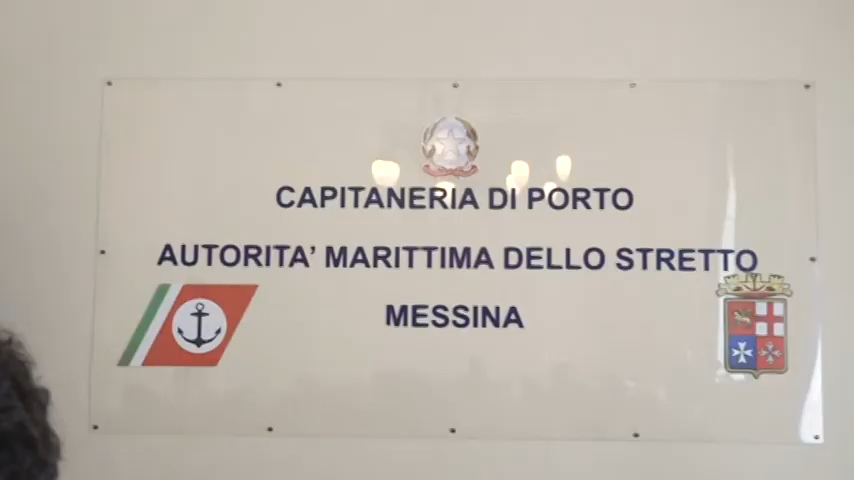 CAPITANERIA DI PORTO
AUTORITA' MARITTIMA DELLO STRETTO
MESSINA